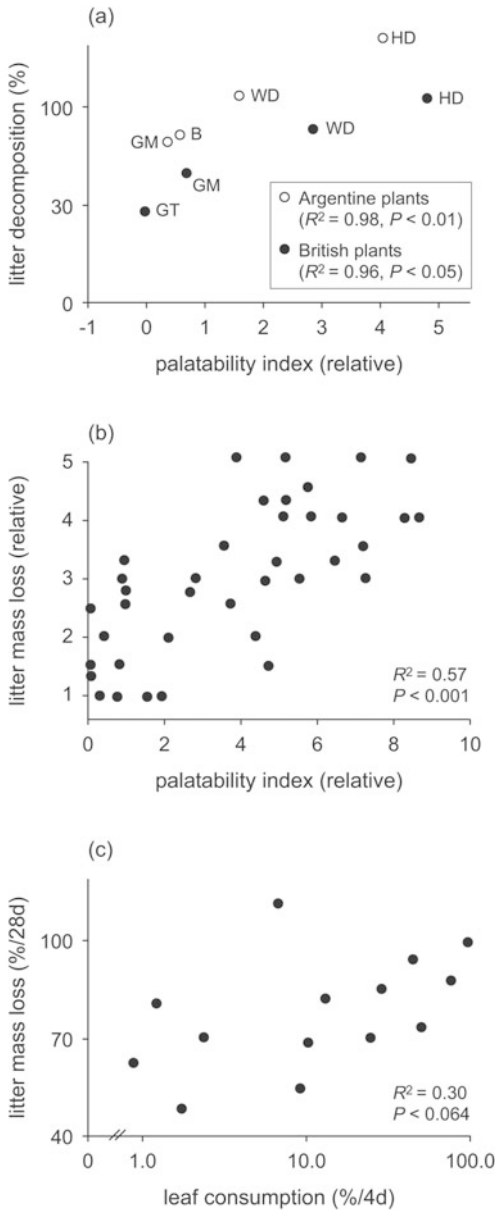 (a)
litter decomposition (%)
100
30
0
HD
WD
HD
B
WD
GM
GM
GT
Argentine plants
(R² = 0.98, P < 0.01)
British plants
(R² = 0.96, P < 0.05)
-1 0 1 2 3 4 5
palatability index (relative)
(b)
litter mass loss (relative)
5
4
3
2
1
R² = 0.57
P < 0.001
0 2 4 6 8 10
palatability index (relative)
(c)
litter mass loss (%/28d)
100
70
40
R² = 0.30
P < 0.064
0 1.0 10.0 100.0
leaf consumption (%/4d)